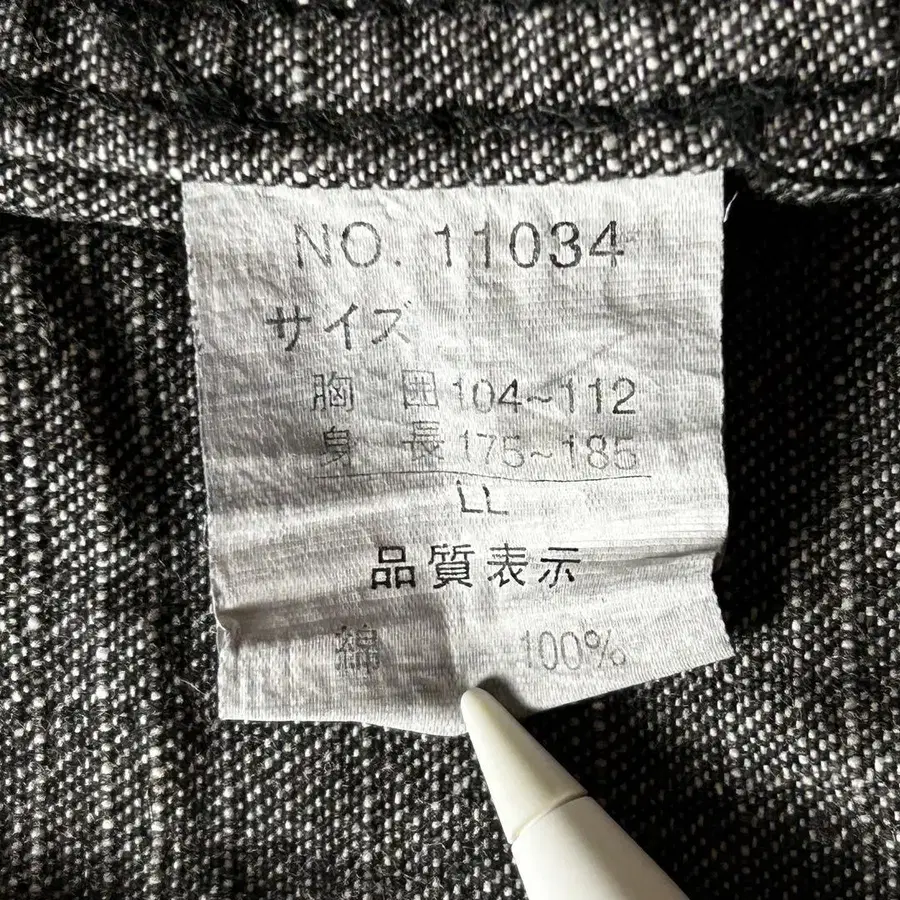 NO. 11034
サイズ
胸 囲 104~112
身 長 175~185
LL
品質表示
綿 100%